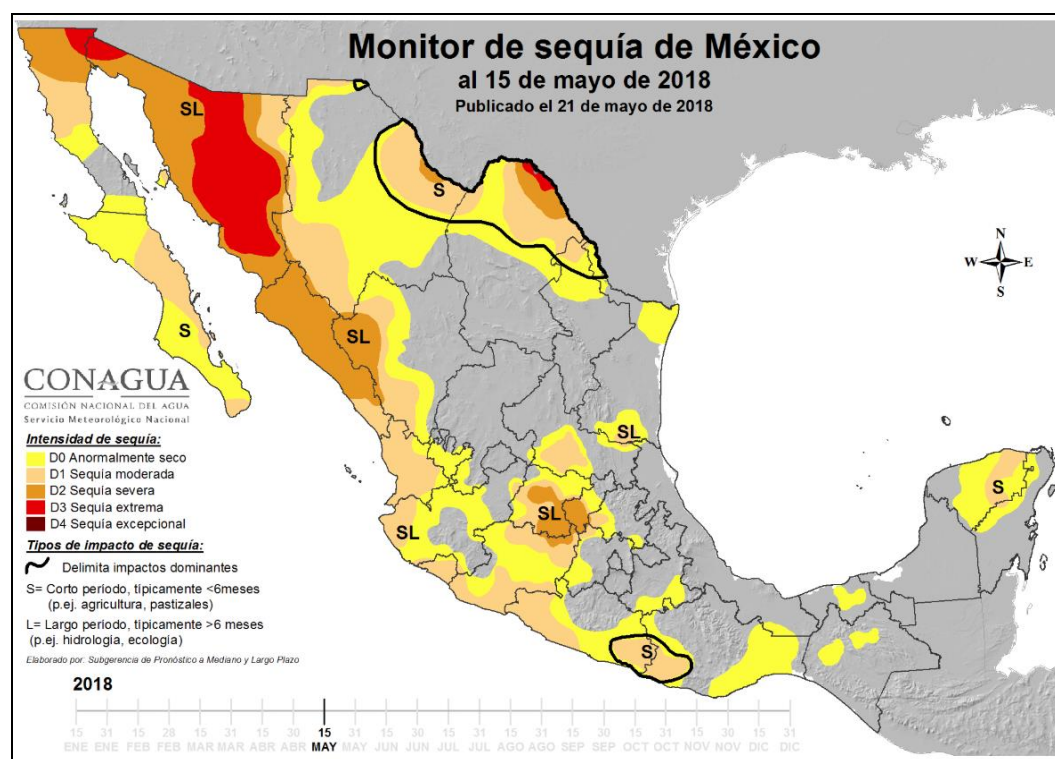 Monitor de sequía de México
al 15 de mayo de 2018
Publicado el 21 de mayo de 2018
SL
S
N
W E
S
SL
S
CONAGUA
COMISIÓN NACIONAL DEL AGUA
Servicio Meteorológico Nacional
Intensidad de sequía:
D0 Anormalmente seco
D1 Sequía moderada
D2 Sequía severa
D3 Sequía extrema
D4 Sequía excepcional
SL
S
SL
SL
Tipos de impacto de sequía:
Delimita impactos dominantes
S= Corto período, típicamente <6meses
(p.ej. agricultura, pastizales)
L= Largo periodo, típicamente >6 meses
(p.ej. hidrología, ecología)
S
Elaborado por: Subgerencia de Pronóstico a Mediano y Largo Plazo
2018
15 31 15 28 15 31 15 30 15 31 15 30 15 31 15 31 15 30 15 31 15 30 15 31
ENE ENE FEB FEB MAR MAR ABR ABR MAY MAY JUN JUN JUL JUL AGO AGO SEP SEP OCT OCT NOV NOV DIC DIC